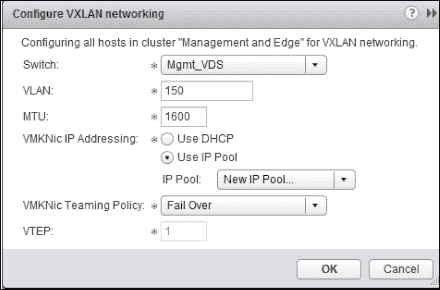 Configure VXLAN networking ? »
Configuring all hosts in cluster "Management and Edge" for VXLAN networking.
Switch: * Mgmt_VDS
VLAN: * 150
MTU: * 1600
VMKNic IP Addressing: * Use DHCP
Use IP Pool
IP Pool: New IP Pool...
VMKNic Teaming Policy: * Fail Over
VTEP: * 1
OK Cancel